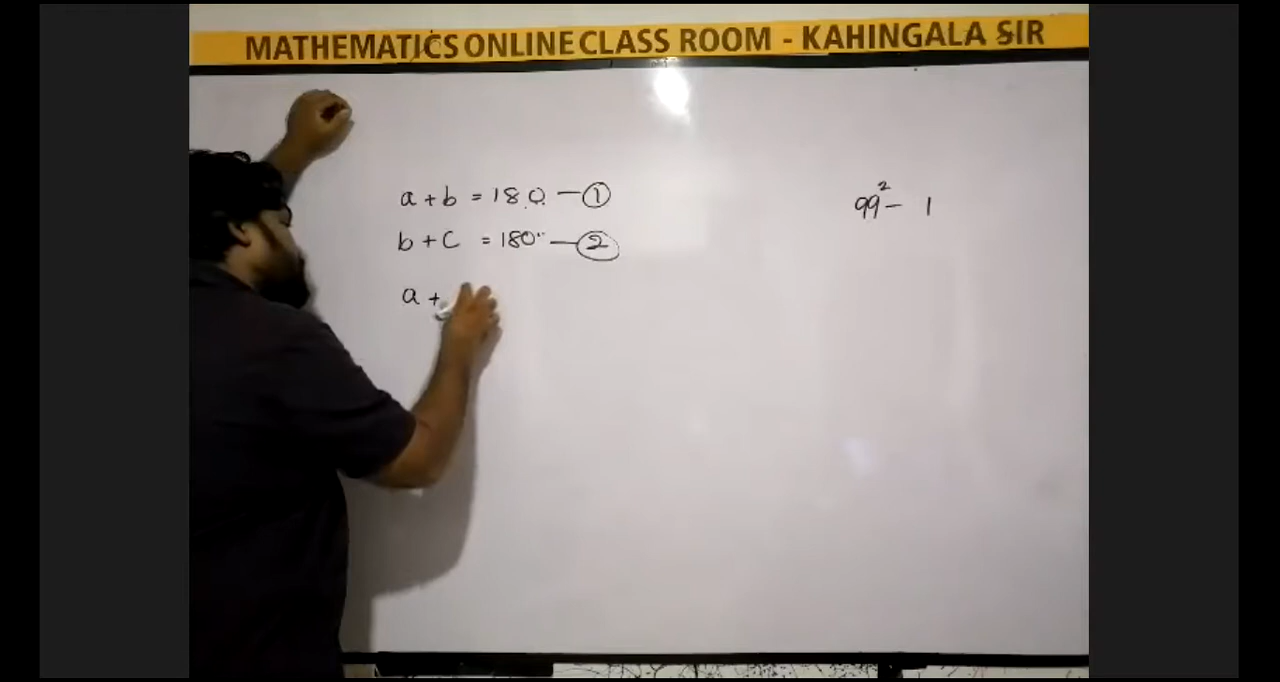 MATHEMATICS ONLINE CLASS ROOM - KAHINGALA SIR
a + b = 180 — ①
b + c = 180° — ②
a +
99² - 1